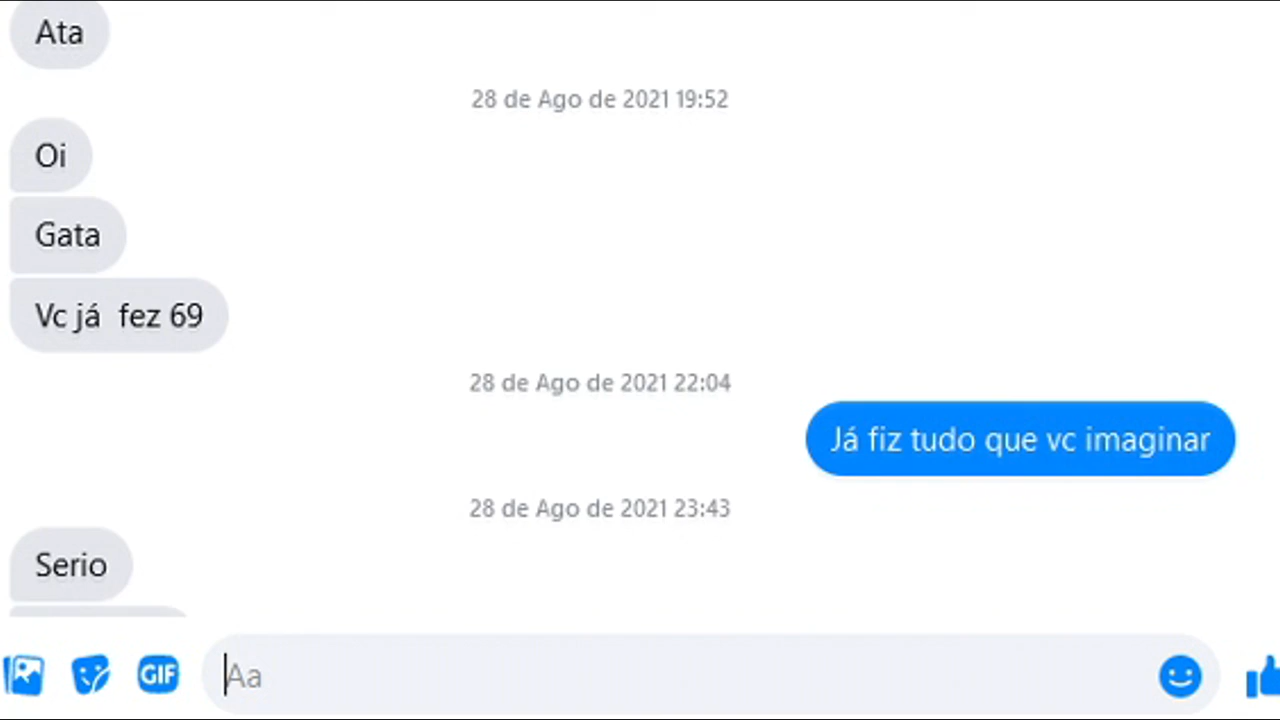 Ata
28 de Ago de 2021 19:52
Oi
Gata
Vc já  fez 69
28 de Ago de 2021 22:04
Já fiz tudo que vc imaginar
28 de Ago de 2021 23:43
Serio
GIF
Aa